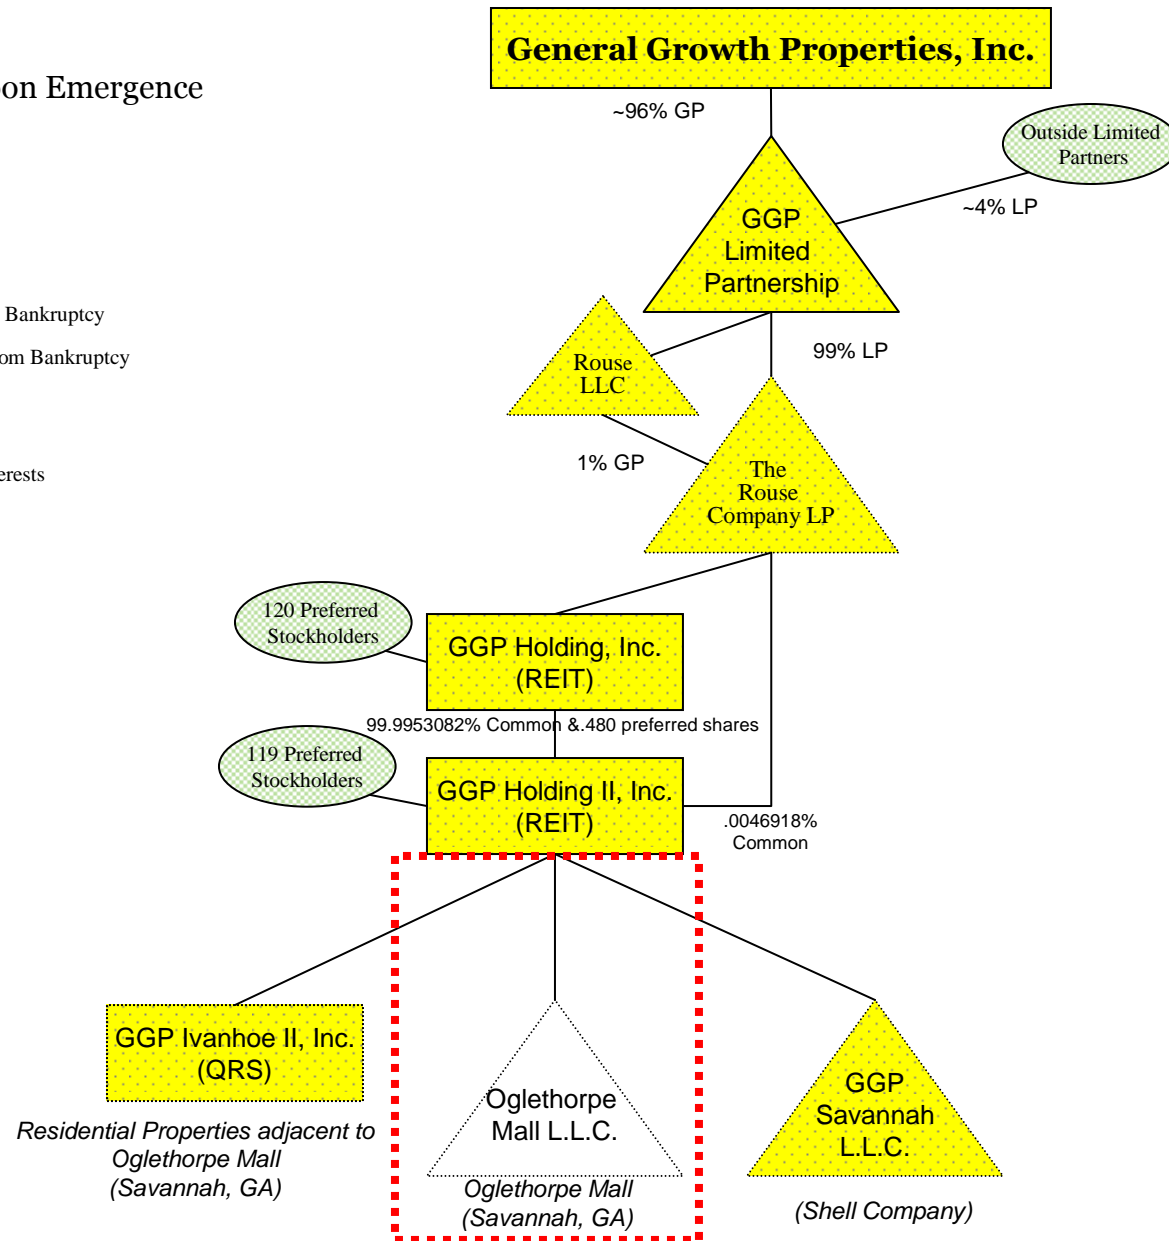 General Growth Properties, Inc.
on Emergence
~96% GP
Outside Limited
Partners
~4% LP
GGP
Limited
Partnership
Bankruptcy
om Bankruptcy
99% LP
Rouse
LLC
1% GP
erests
The
Rouse
Company LP
120 Preferred
Stockholders
GGP Holding, Inc.
(REIT)
99.9953082% Common &.480 preferred shares
119 Preferred
Stockholders
GGP Holding II, Inc.
(REIT)
.0046918%
Common
GGP Ivanhoe II, Inc.
(QRS)
Residential Properties adjacent to
Oglethorpe Mall
(Savannah, GA)
Oglethorpe
Mall L.L.C.
Oglethorpe Mall
(Savannah, GA)
GGP
Savannah
L.L.C.
(Shell Company)